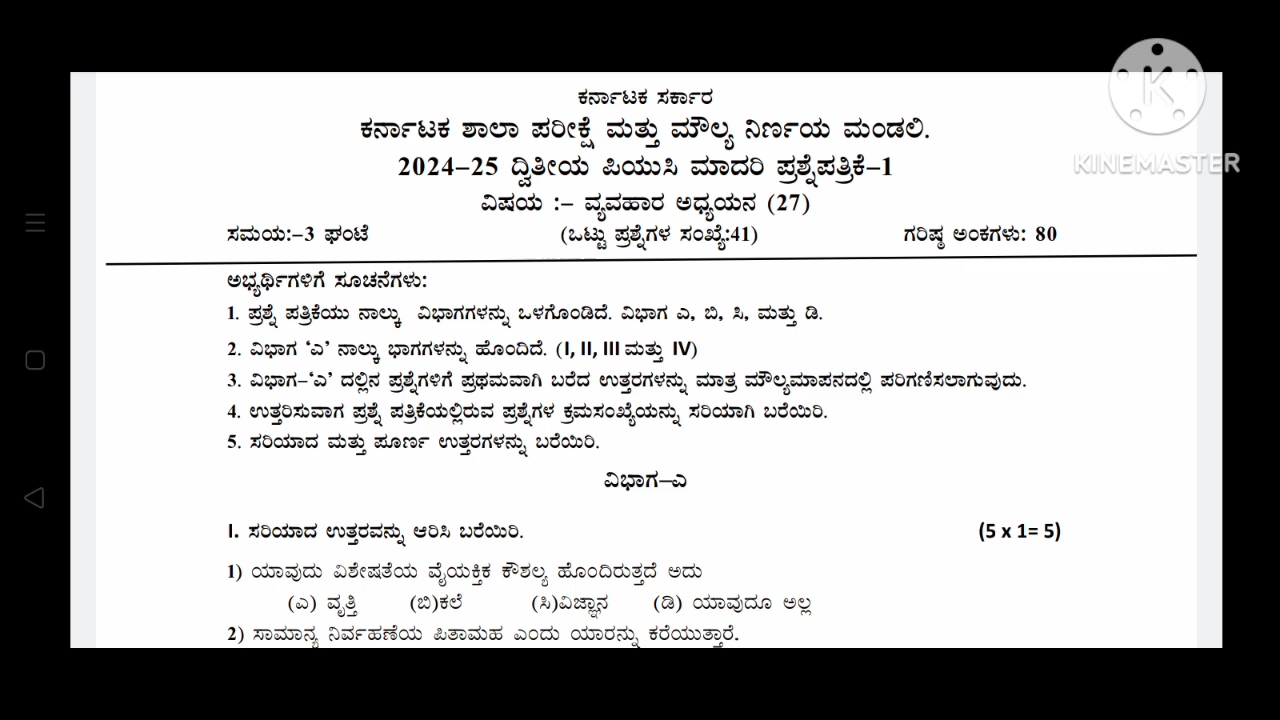 ಕರ್ನಾಟಕ ಸರ್ಕಾರ
ಕರ್ನಾಟಕ ಶಾಲಾ ಪರೀಕ್ಷೆ ಮತ್ತು ಮೌಲ್ಯ ನಿರ್ಣಯ ಮಂಡಲಿ.
2024–25 ದ್ವಿತೀಯ ಪಿಯುಸಿ ಮಾದರಿ ಪ್ರಶ್ನೆಪತ್ರಿಕೆ–1
ವಿಷಯ :– ವ್ಯವಹಾರ ಅಧ್ಯಯನ (27)
ಸಮಯ:–3 ಘಂಟೆ (ಒಟ್ಟು ಪ್ರಶ್ನೆಗಳ ಸಂಖ್ಯೆ:41) ಗರಿಷ್ಠ ಅಂಕಗಳು: 80
ಅಭ್ಯರ್ಥಿಗಳಿಗೆ ಸೂಚನೆಗಳು:
1. ಪ್ರಶ್ನೆ ಪತ್ರಿಕೆಯು ನಾಲ್ಕು ವಿಭಾಗಗಳನ್ನು ಒಳಗೊಂಡಿದೆ. ವಿಭಾಗ ಎ, ಬಿ, ಸಿ, ಮತ್ತು ಡಿ.
2. ವಿಭಾಗ ‘ಎ’ ನಾಲ್ಕು ಭಾಗಗಳನ್ನು ಹೊಂದಿದೆ. (I, II, III ಮತ್ತು IV)
3. ವಿಭಾಗ–‘ಎ’ ದಲ್ಲಿನ ಪ್ರಶ್ನೆಗಳಿಗೆ ಪ್ರಥಮವಾಗಿ ಬರೆದ ಉತ್ತರಗಳನ್ನು ಮಾತ್ರ ಮೌಲ್ಯಮಾಪನದಲ್ಲಿ ಪರಿಗಣಿಸಲಾಗುವುದು.
4. ಉತ್ತರಿಸುವಾಗ ಪ್ರಶ್ನೆ ಪತ್ರಿಕೆಯಲ್ಲಿರುವ ಪ್ರಶ್ನೆಗಳ ಕ್ರಮಸಂಖ್ಯೆಯನ್ನು ಸರಿಯಾಗಿ ಬರೆಯಿರಿ.
5. ಸರಿಯಾದ ಮತ್ತು ಪೂರ್ಣ ಉತ್ತರಗಳನ್ನು ಬರೆಯಿರಿ.
ವಿಭಾಗ–ಎ
I. ಸರಿಯಾದ ಉತ್ತರವನ್ನು ಆರಿಸಿ ಬರೆಯಿರಿ. (5 x 1= 5)
1) ಯಾವುದು ವಿಶೇಷತೆಯ ವೈಯಕ್ತಿಕ ಕೌಶಲ್ಯ ಹೊಂದಿರುತ್ತದೆ ಅದು
(ಎ) ವೃತ್ತಿ (ಬಿ)ಕಲೆ (ಸಿ)ವಿಜ್ಞಾನ (ಡಿ) ಯಾವುದೂ ಅಲ್ಲ
2) ಸಾಮಾನ್ಯ ನಿರ್ವಹಣೆಯ ಪಿತಾಮಹ ಎಂದು ಯಾರನ್ನು ಕರೆಯುತ್ತಾರೆ.
K
KINEMASTER